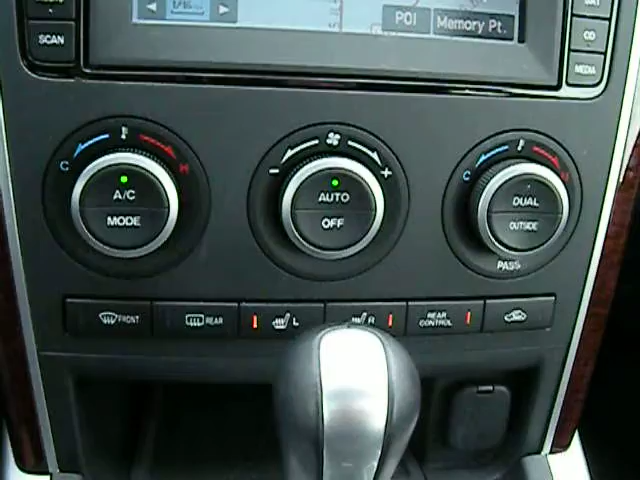 POI Memory Pt.
SCAN
CD
MEDIA
C H
A/C
MODE
- +
AUTO
OFF
C H
DUAL
OUTSIDE
PASS
FRONT
REAR
L
R
REAR
CONTROL